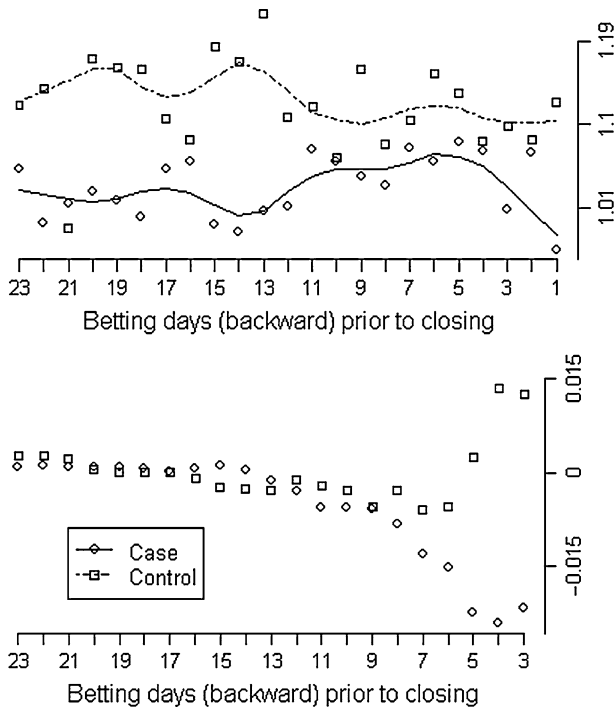 1.19
1.1
1.01
23 21 19 17 15 13 11 9 7 5 3 1
Betting days (backward) prior to closing
0.015
0
-0.015
Case
Control
23 21 19 17 15 13 11 9 7 5 3
Betting days (backward) prior to closing